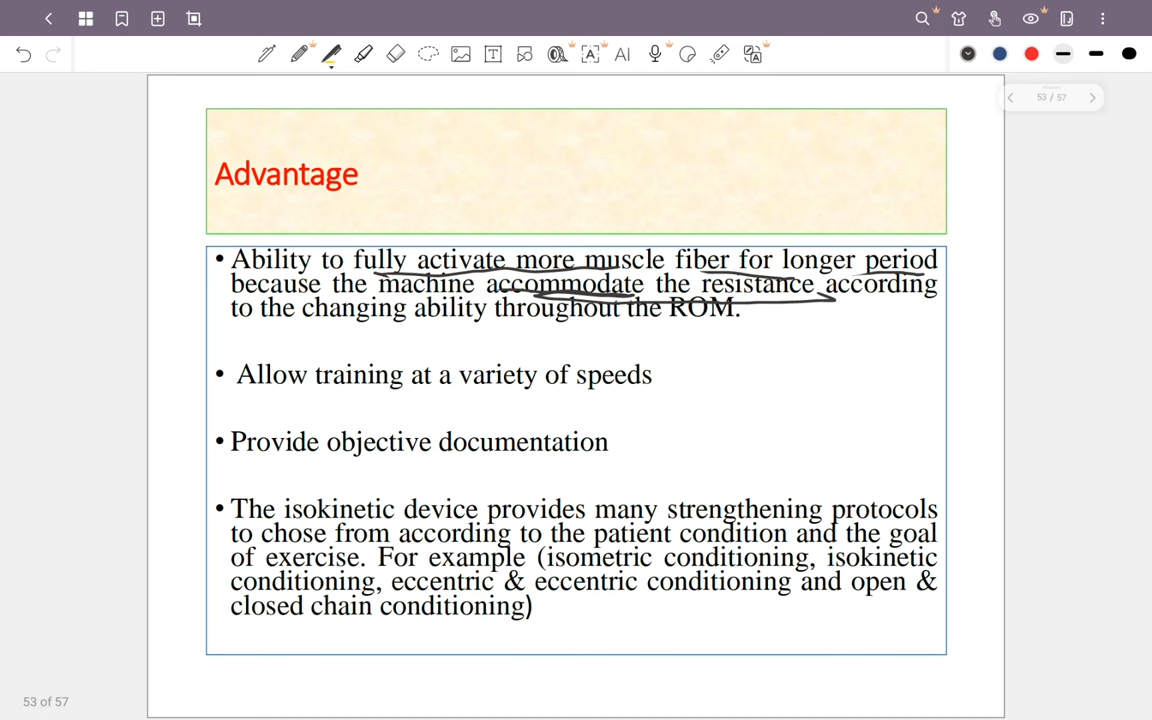 AI
53 / 57
Advantage
• Ability to fully activate more muscle fiber for longer period
because the machine accommodate the resistance according
to the changing ability throughout the ROM.
• Allow training at a variety of speeds
• Provide objective documentation
• The isokinetic device provides many strengthening protocols
to chose from according to the patient condition and the goal
of exercise. For example (isometric conditioning, isokinetic
conditioning, eccentric & eccentric conditioning and open &
closed chain conditioning)
53 of 57